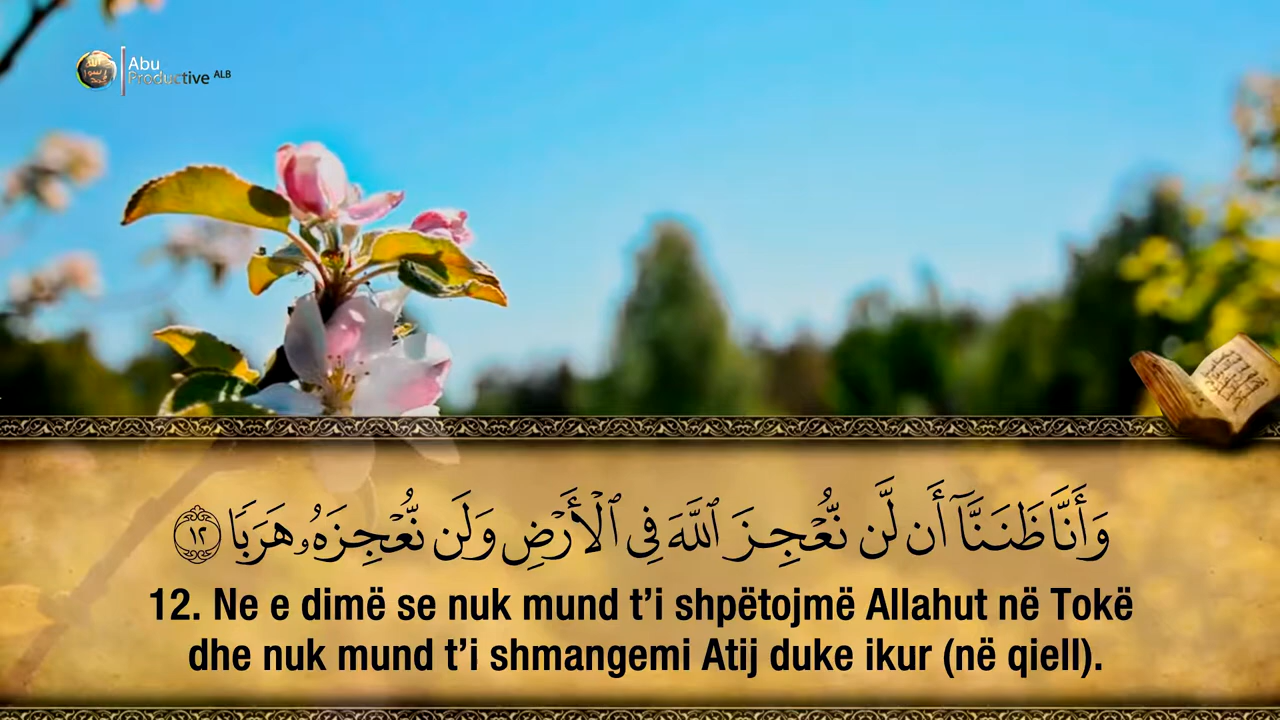 Abu
Productive ALB
وَأَنَّا ظَنَنَّآ أَن لَّن نُّعۡجِزَ ٱللَّهَ فِي ٱلۡأَرۡضِ وَلَن نُّعۡجِزَهُۥ هَرَبٗا ١٢
12. Ne e dimë se nuk mund t’i shpëtojmë Allahut në Tokë
dhe nuk mund t’i shmangemi Atij duke ikur (në qiell).